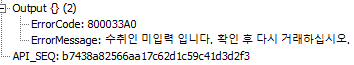 Output {} (2)
ErrorCode: 800033A0
ErrorMessage: 수취인 미입력 입니다. 확인 후 다시 거래하십시오.
API_SEQ: b7438a82566aa17c62d1c59c41d3d2f3